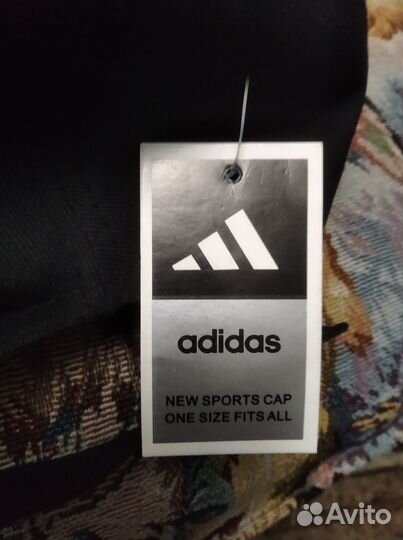 adidas
NEW SPORTS CAP
ONE SIZE FITS ALL
Avito